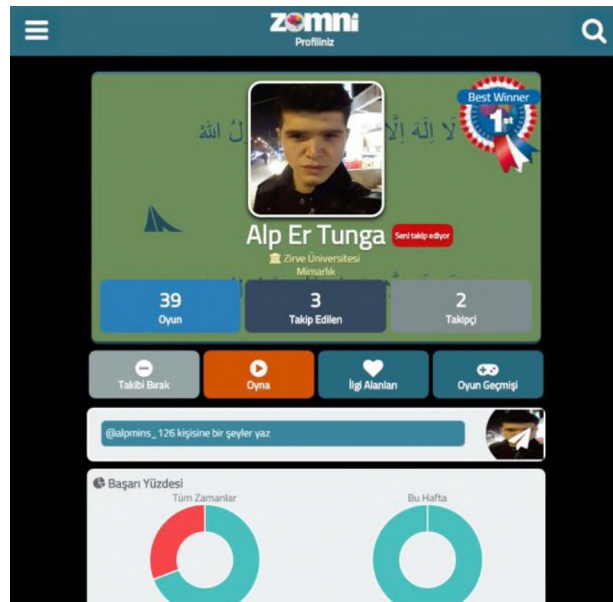 zomni
Profiliniz
Best Winner
1st
لَا اِلٰهَ اِلَّا
لُ اللهُ
Alp Er Tunga
Seni takip ediyor
Zirve Üniversitesi
Mimarlık
39
Oyun
3
Takip Edilen
2
Takipçi
Takibi Bırak
Oyna
İlgi Alanları
Oyun Geçmişi
@alpmins_126 kişisine bir şeyler yaz
Başarı Yüzdesi
Tüm Zamanlar
Bu Hafta